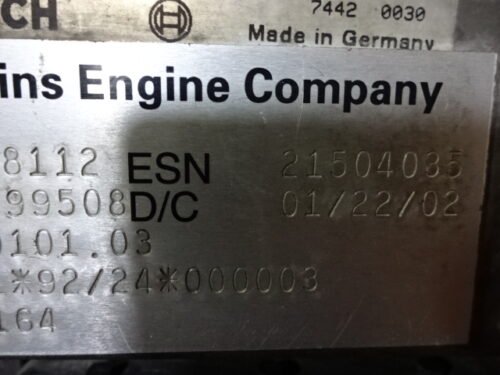 CH 7442 0030
Made in Germany
ins Engine Company
8112 ESN 21504035
99508 D/C 01/22/02
0101.03
*92/24*000003
164